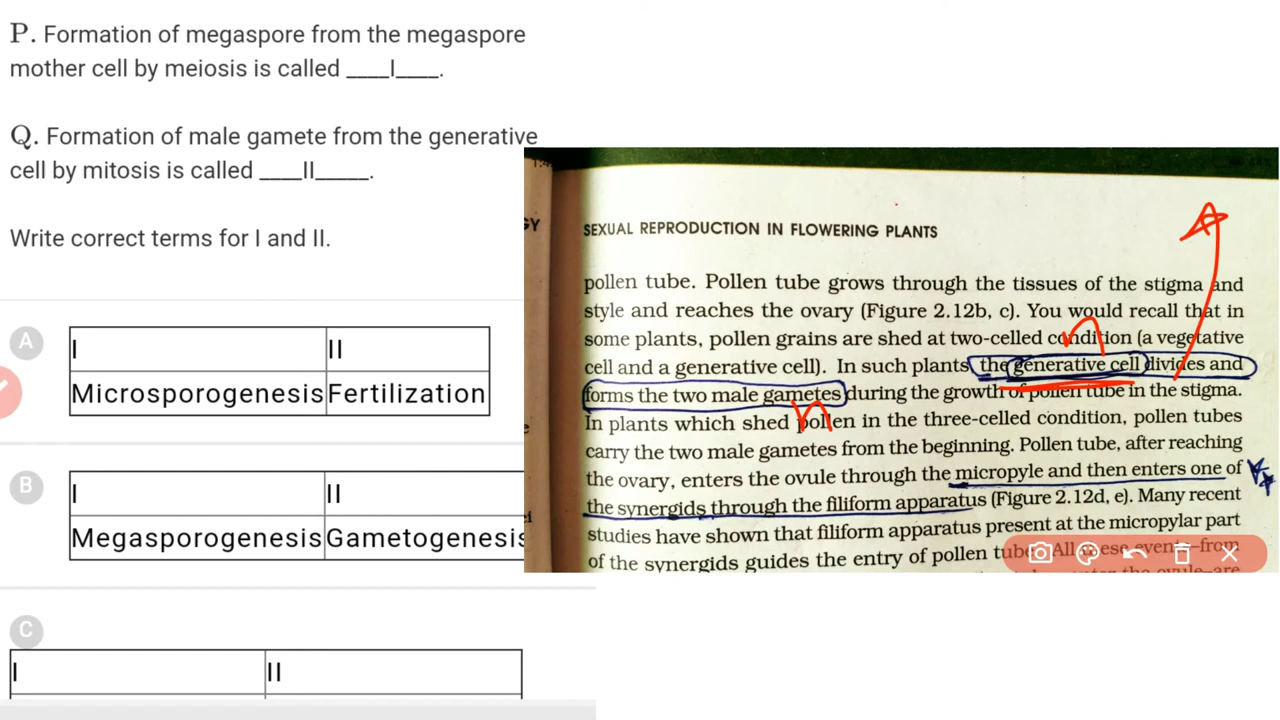 P. Formation of megaspore from the megaspore
mother cell by meiosis is called ____I____.
Q. Formation of male gamete from the generative
cell by mitosis is called ____II_____.
Write correct terms for I and II.
A
I II
Microsporogenesis Fertilization
B
I II
Megasporogenesis Gametogenesis
C
I II
GY
SEXUAL REPRODUCTION IN FLOWERING PLANTS
pollen tube. Pollen tube grows through the tissues of the stigma and
style and reaches the ovary (Figure 2.12b, c). You would recall that in
some plants, pollen grains are shed at two-celled condition (a vegetative
cell and a generative cell). In such plants, the generative cell divides and
forms the two male gametes during the growth of pollen tube in the stigma.
In plants which shed pollen in the three-celled condition, pollen tubes
carry the two male gametes from the beginning. Pollen tube, after reaching
the ovary, enters the ovule through the micropyle and then enters one of
the synergids through the filiform apparatus (Figure 2.12d, e). Many recent
studies have shown that filiform apparatus present at the micropylar part
of the synergids guides the entry of pollen tube. All these events–from
the ovule–are
n
n